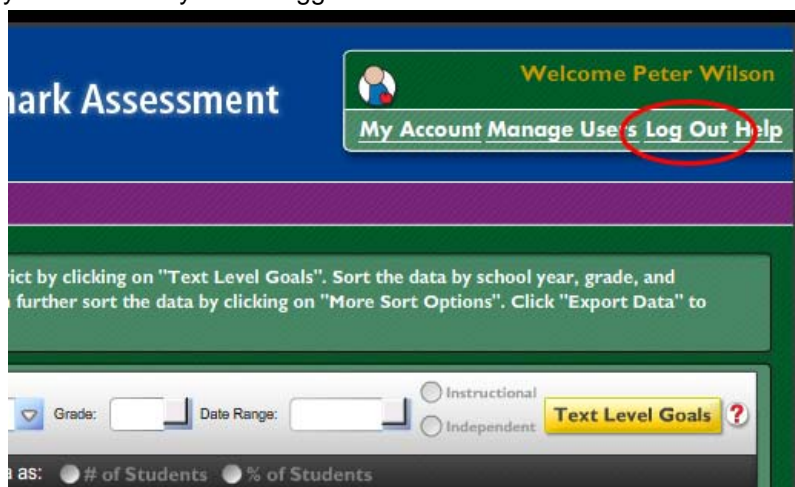 Welcome Peter Wilson
Assessment
My Account Manage Users Log Out Help
by clicking on "Text Level Goals". Sort the data by school year, grade, and
further sort the data by clicking on "More Sort Options". Click "Export Data" to
Instructional
Grade: Date Range: Text Level Goals ?
Independent
as: # of Students % of Students